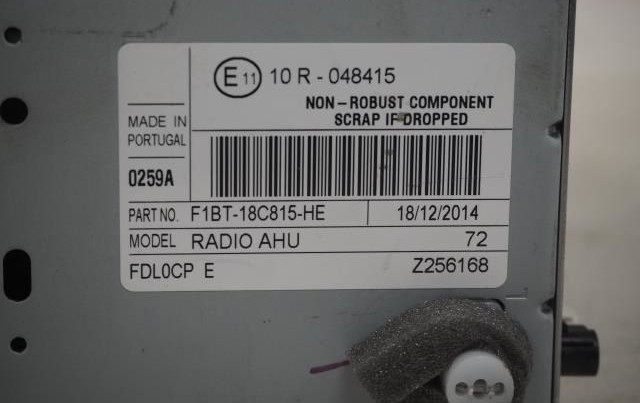 E 11 10 R - 048415
NON-ROBUST COMPONENT
SCRAP IF DROPPED
MADE IN
PORTUGAL
0259A
PART NO. F1BT-18C815-HE 18/12/2014
MODEL RADIO AHU 72
FDL0CP E Z256168